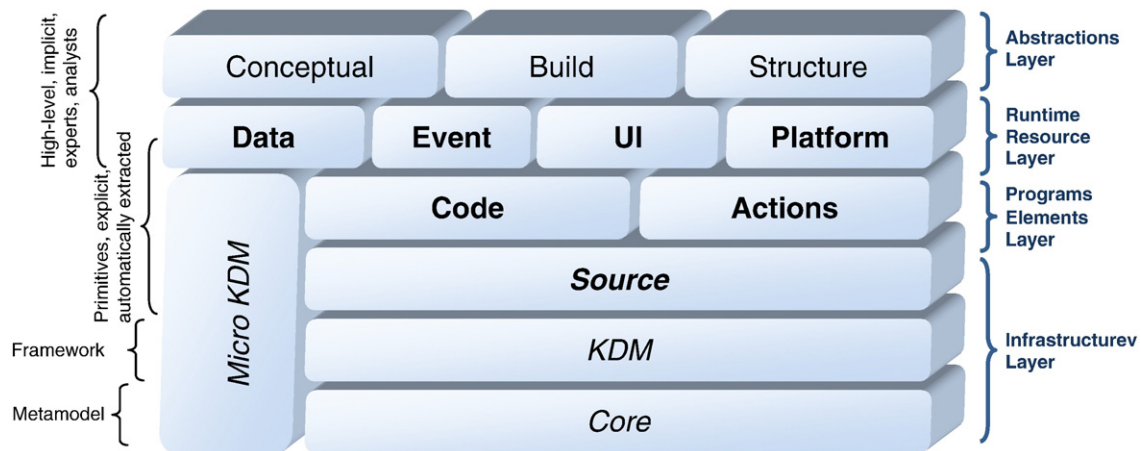 High-level, implicit,
experts, analysts
Conceptual
Build
Structure
Abstractions
Layer
Data
Event
UI
Platform
Runtime
Resource
Layer
Primitives, explicit,
automatically extracted
Micro KDM
Code
Actions
Programs
Elements
Layer
Source
Framework
KDM
Infrastructurev
Layer
Metamodel
Core